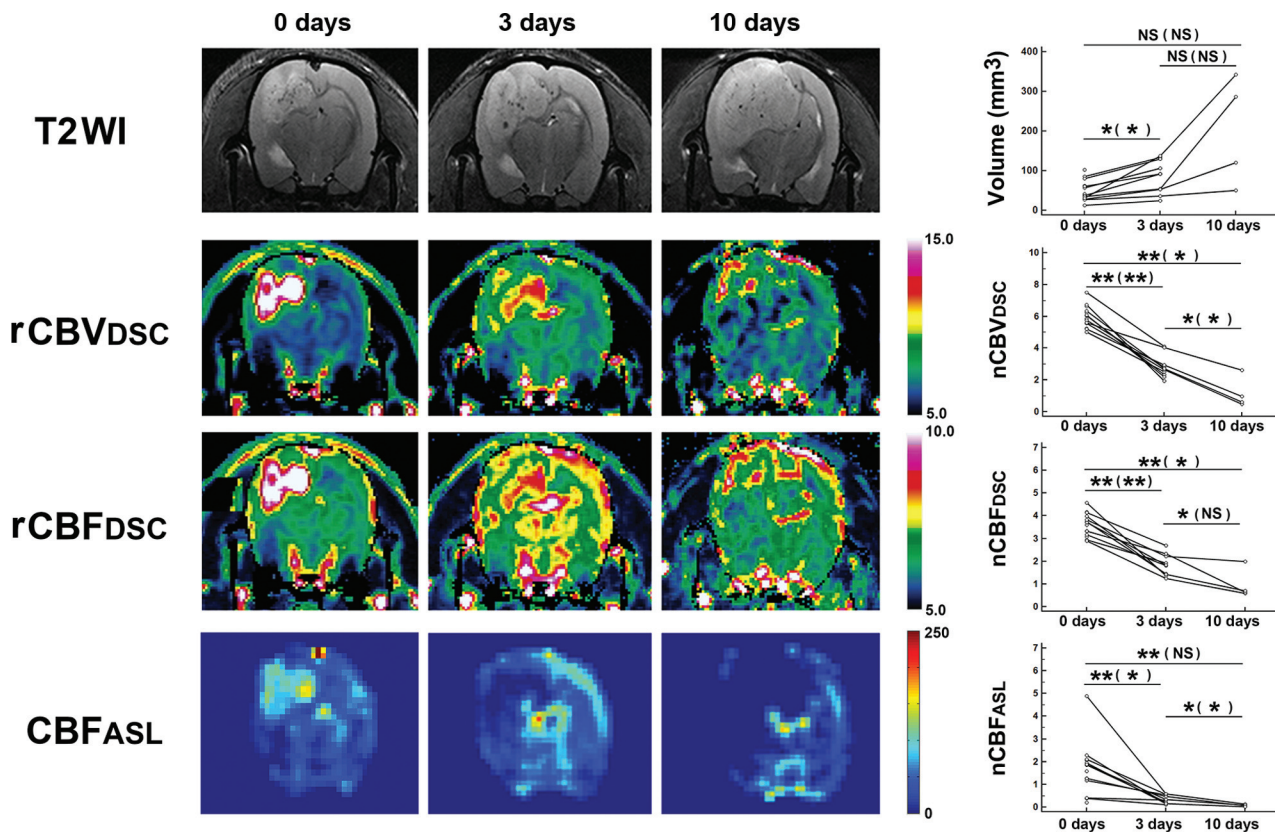 0 days 3 days 10 days
T2WI
Volume (mm3)
400
300
200
100
0
NS (NS)
NS (NS)
*( * )
0 days 3 days 10 days
rCBVDSC
15.0
5.0
nCBVDSC
10
8
6
4
2
0
**( * )
**(**)
*( * )
0 days 3 days 10 days
rCBFDSC
10.0
5.0
nCBFDSC
7
6
5
4
3
2
1
0
**( * )
**(**)
*(NS)
0 days 3 days 10 days
CBFASL
250
0
nCBFASL
7
6
5
4
3
2
1
0
**(NS)
**( * )
*( * )
0 days 3 days 10 days